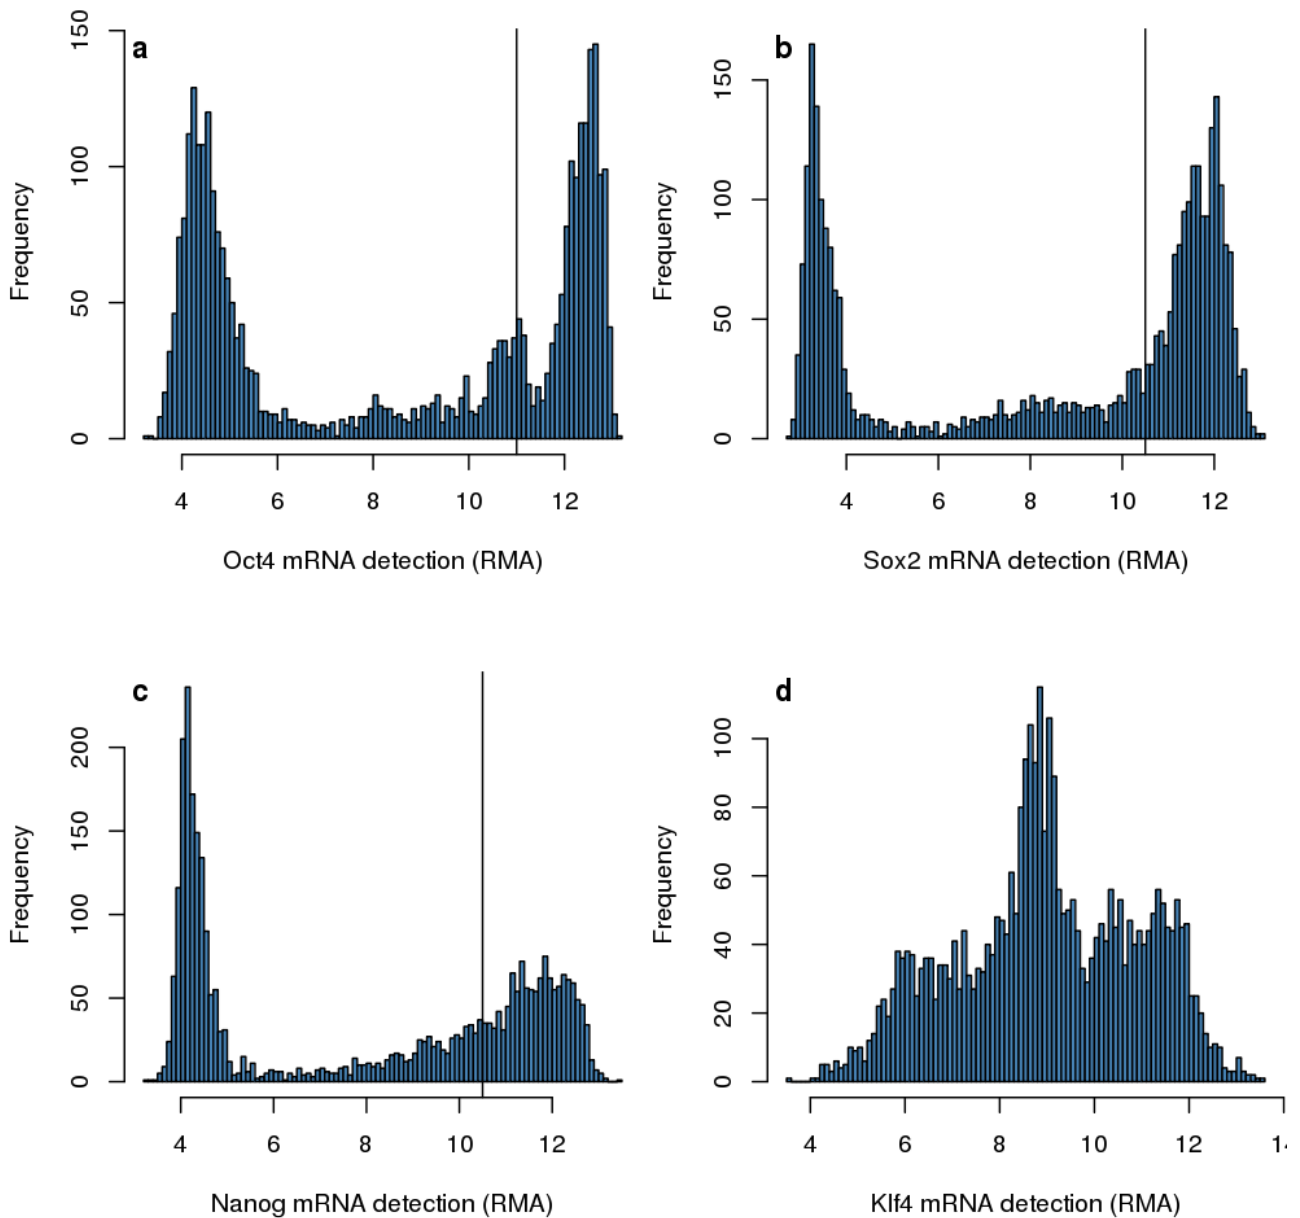 a
Frequency
0 50 100 150
4 6 8 10 12
Oct4 mRNA detection (RMA)
b
Frequency
0 50 100 150
4 6 8 10 12
Sox2 mRNA detection (RMA)
c
Frequency
0 50 100 150 200
4 6 8 10 12
Nanog mRNA detection (RMA)
d
Frequency
0 20 40 60 80 100
4 6 8 10 12
Klf4 mRNA detection (RMA)